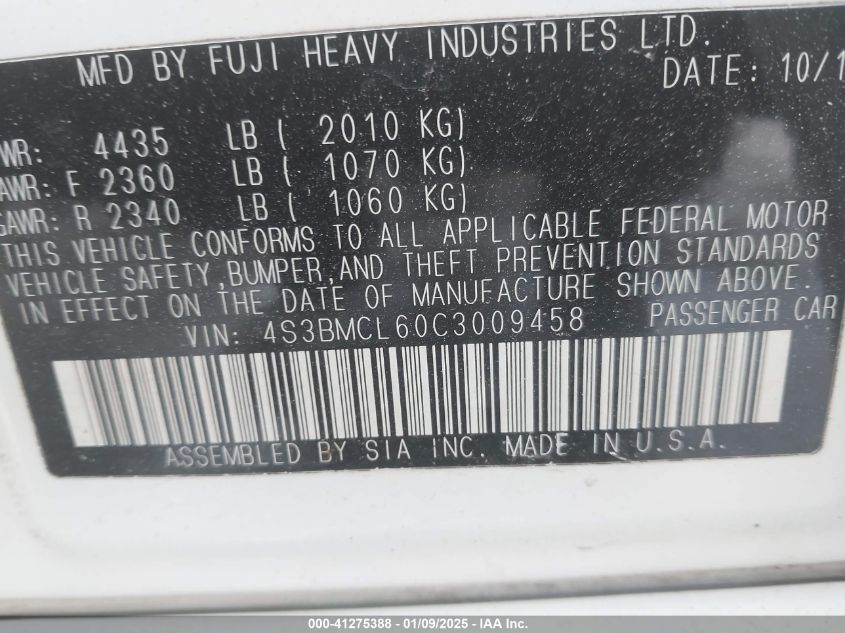 MFD BY FUJI HEAVY INDUSTRIES LTD.
DATE: 10/1
WR: 4435 LB ( 2010 KG)
AWR: F 2360 LB ( 1070 KG)
GAWR: R 2340 LB ( 1060 KG)
THIS VEHICLE CONFORMS TO ALL APPLICABLE FEDERAL MOTOR
VEHICLE SAFETY,BUMPER,AND THEFT PREVENTION STANDARDS
IN EFFECT ON THE DATE OF MANUFACTURE SHOWN ABOVE.
VIN: 4S3BMCL60C3009458 PASSENGER CAR
ASSEMBLED BY SIA INC. MADE IN U.S.A.
000-41275388 - 01/09/2025 - IAA Inc.